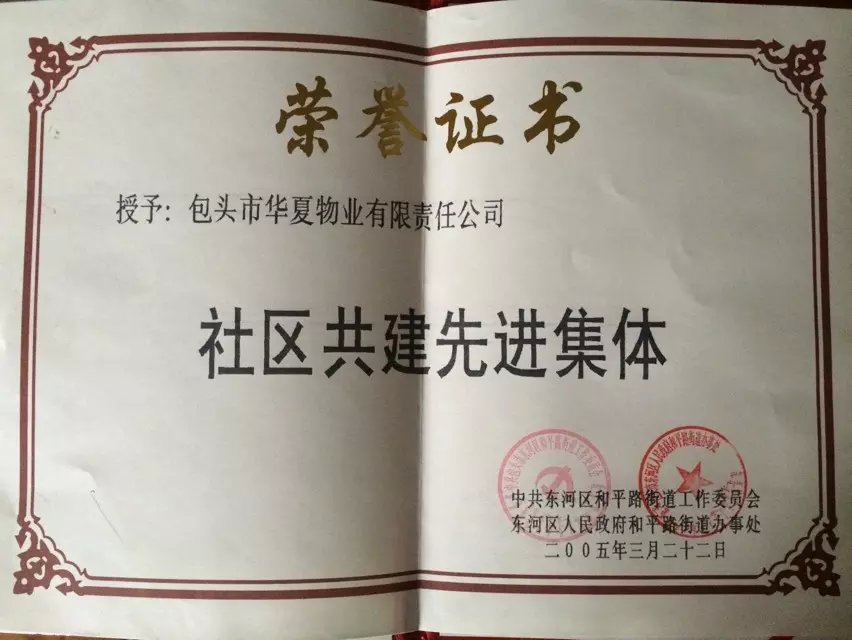 荣誉证书
授予：包头市华夏物业有限责任公司
社区共建先进集体
中共东河区和平路街道工作委员会
东河区人民政府和平路街道办事处
二00五年三月二十二日